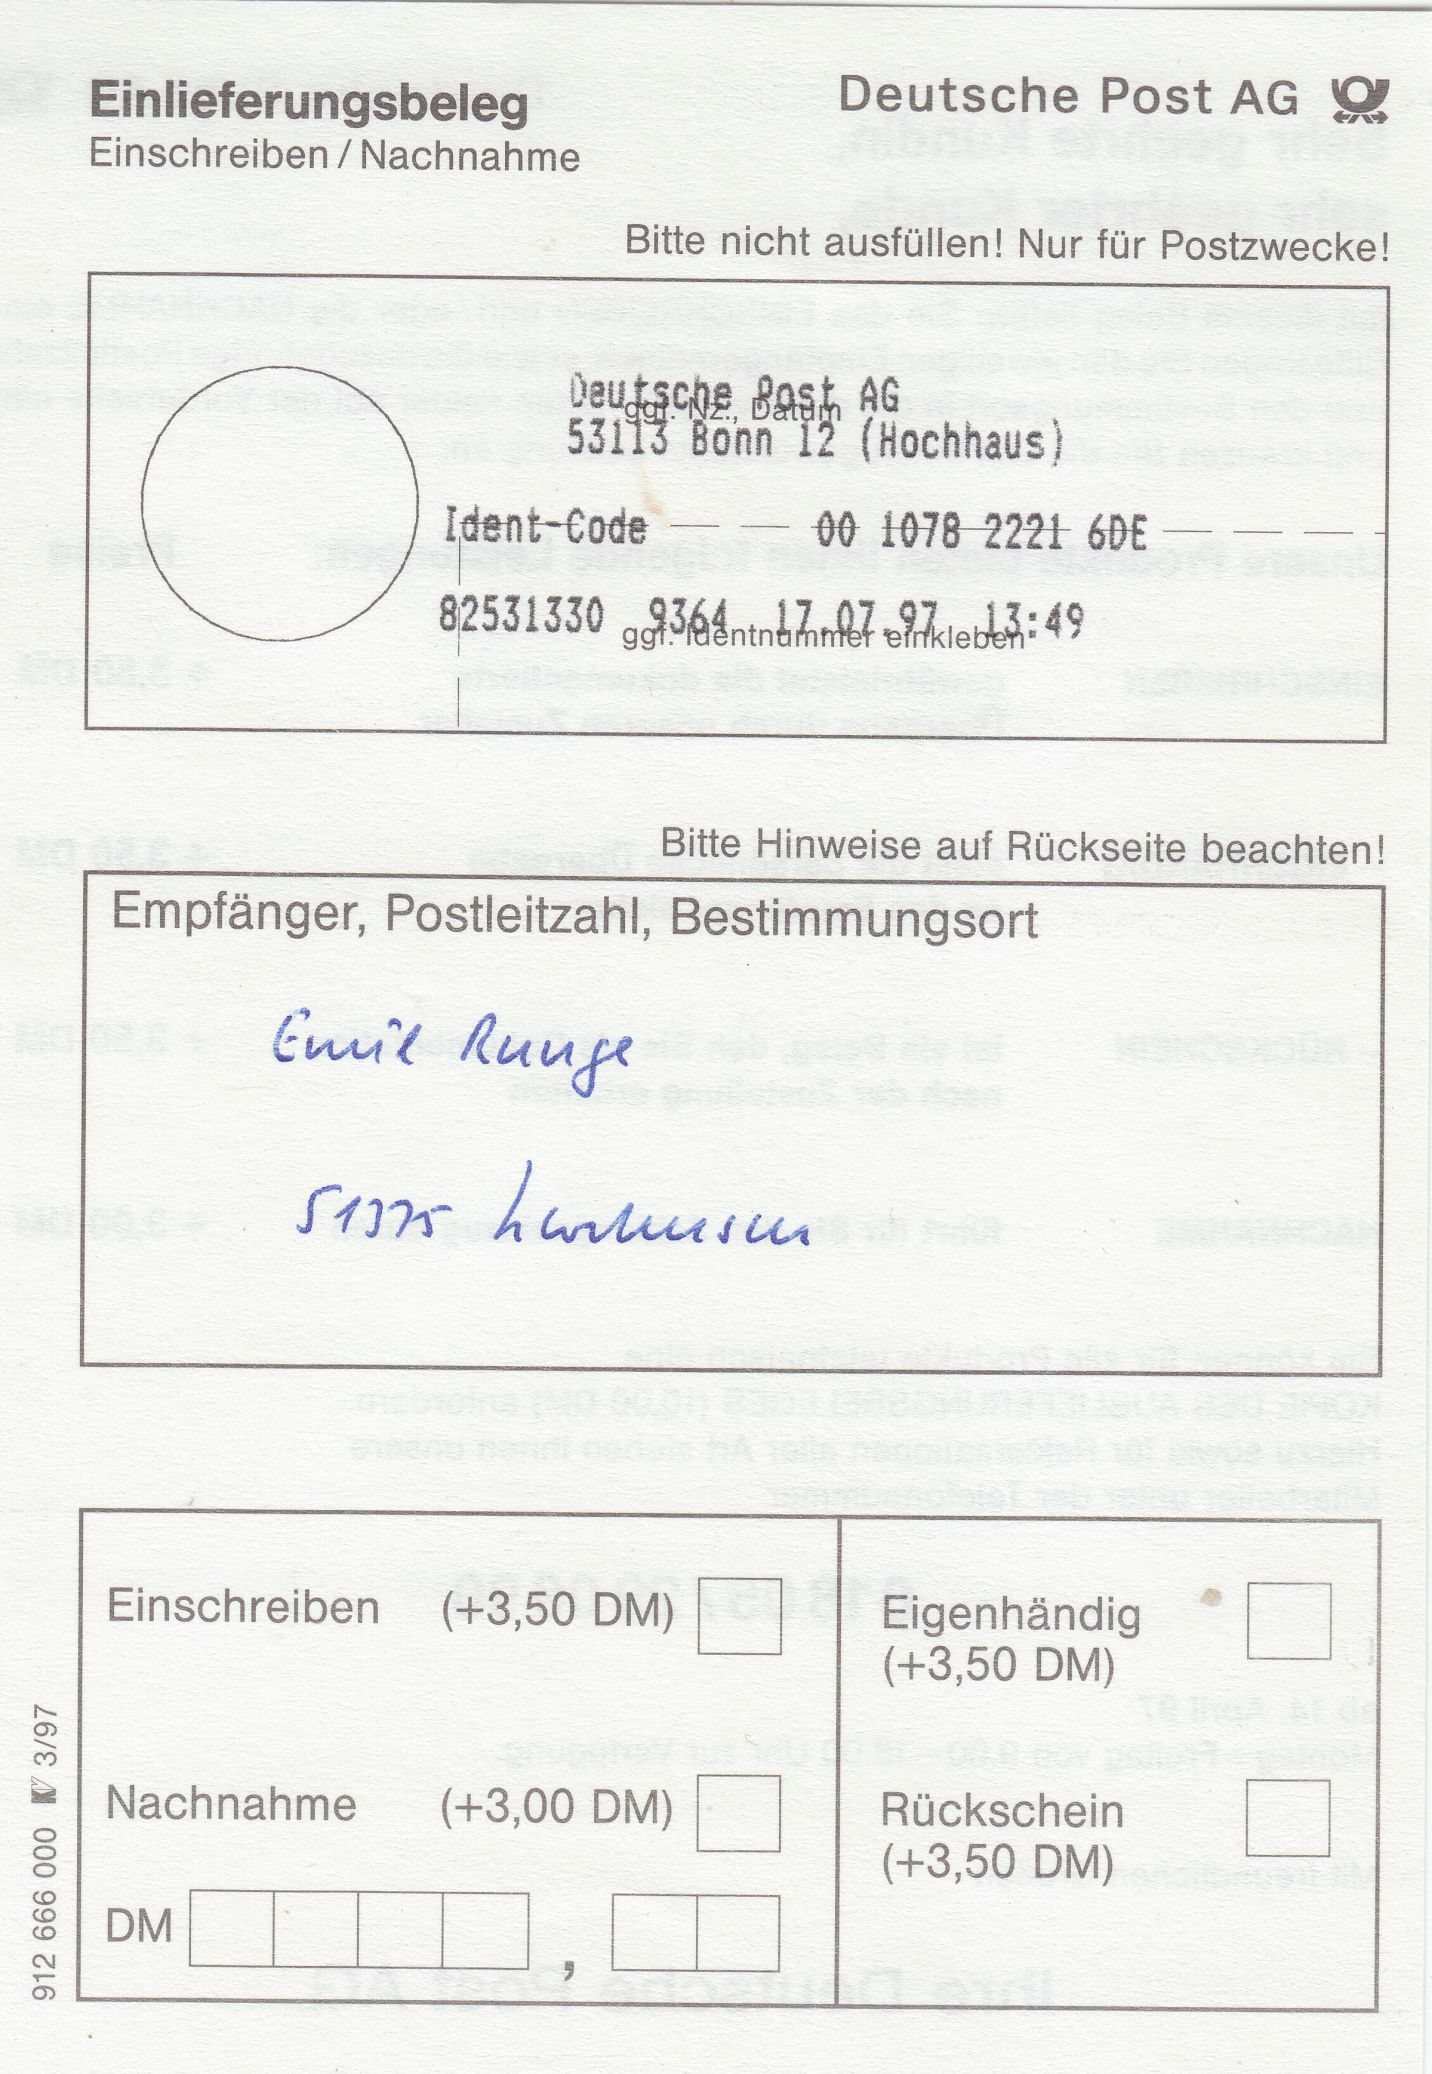 Einlieferungsbeleg
Einschreiben / Nachnahme
Deutsche Post AG
Bitte nicht ausfüllen! Nur für Postzwecke!
Deutsche Post AG
ggf. Nz., Datum
53113 Bonn 12 (Hochhaus)
Ident-Code 00 1078 2221 6DE
82531330 9364 17.07.97 13:49
ggf. Identnummer einkleben
Bitte Hinweise auf Rückseite beachten!
Empfänger, Postleitzahl, Bestimmungsort
Emil Runge
51375 Leverkusen
Einschreiben (+3,50 DM)
Eigenhändig
(+3,50 DM)
Nachnahme (+3,00 DM)
Rückschein
(+3,50 DM)
DM ,
912 666 000 3/97